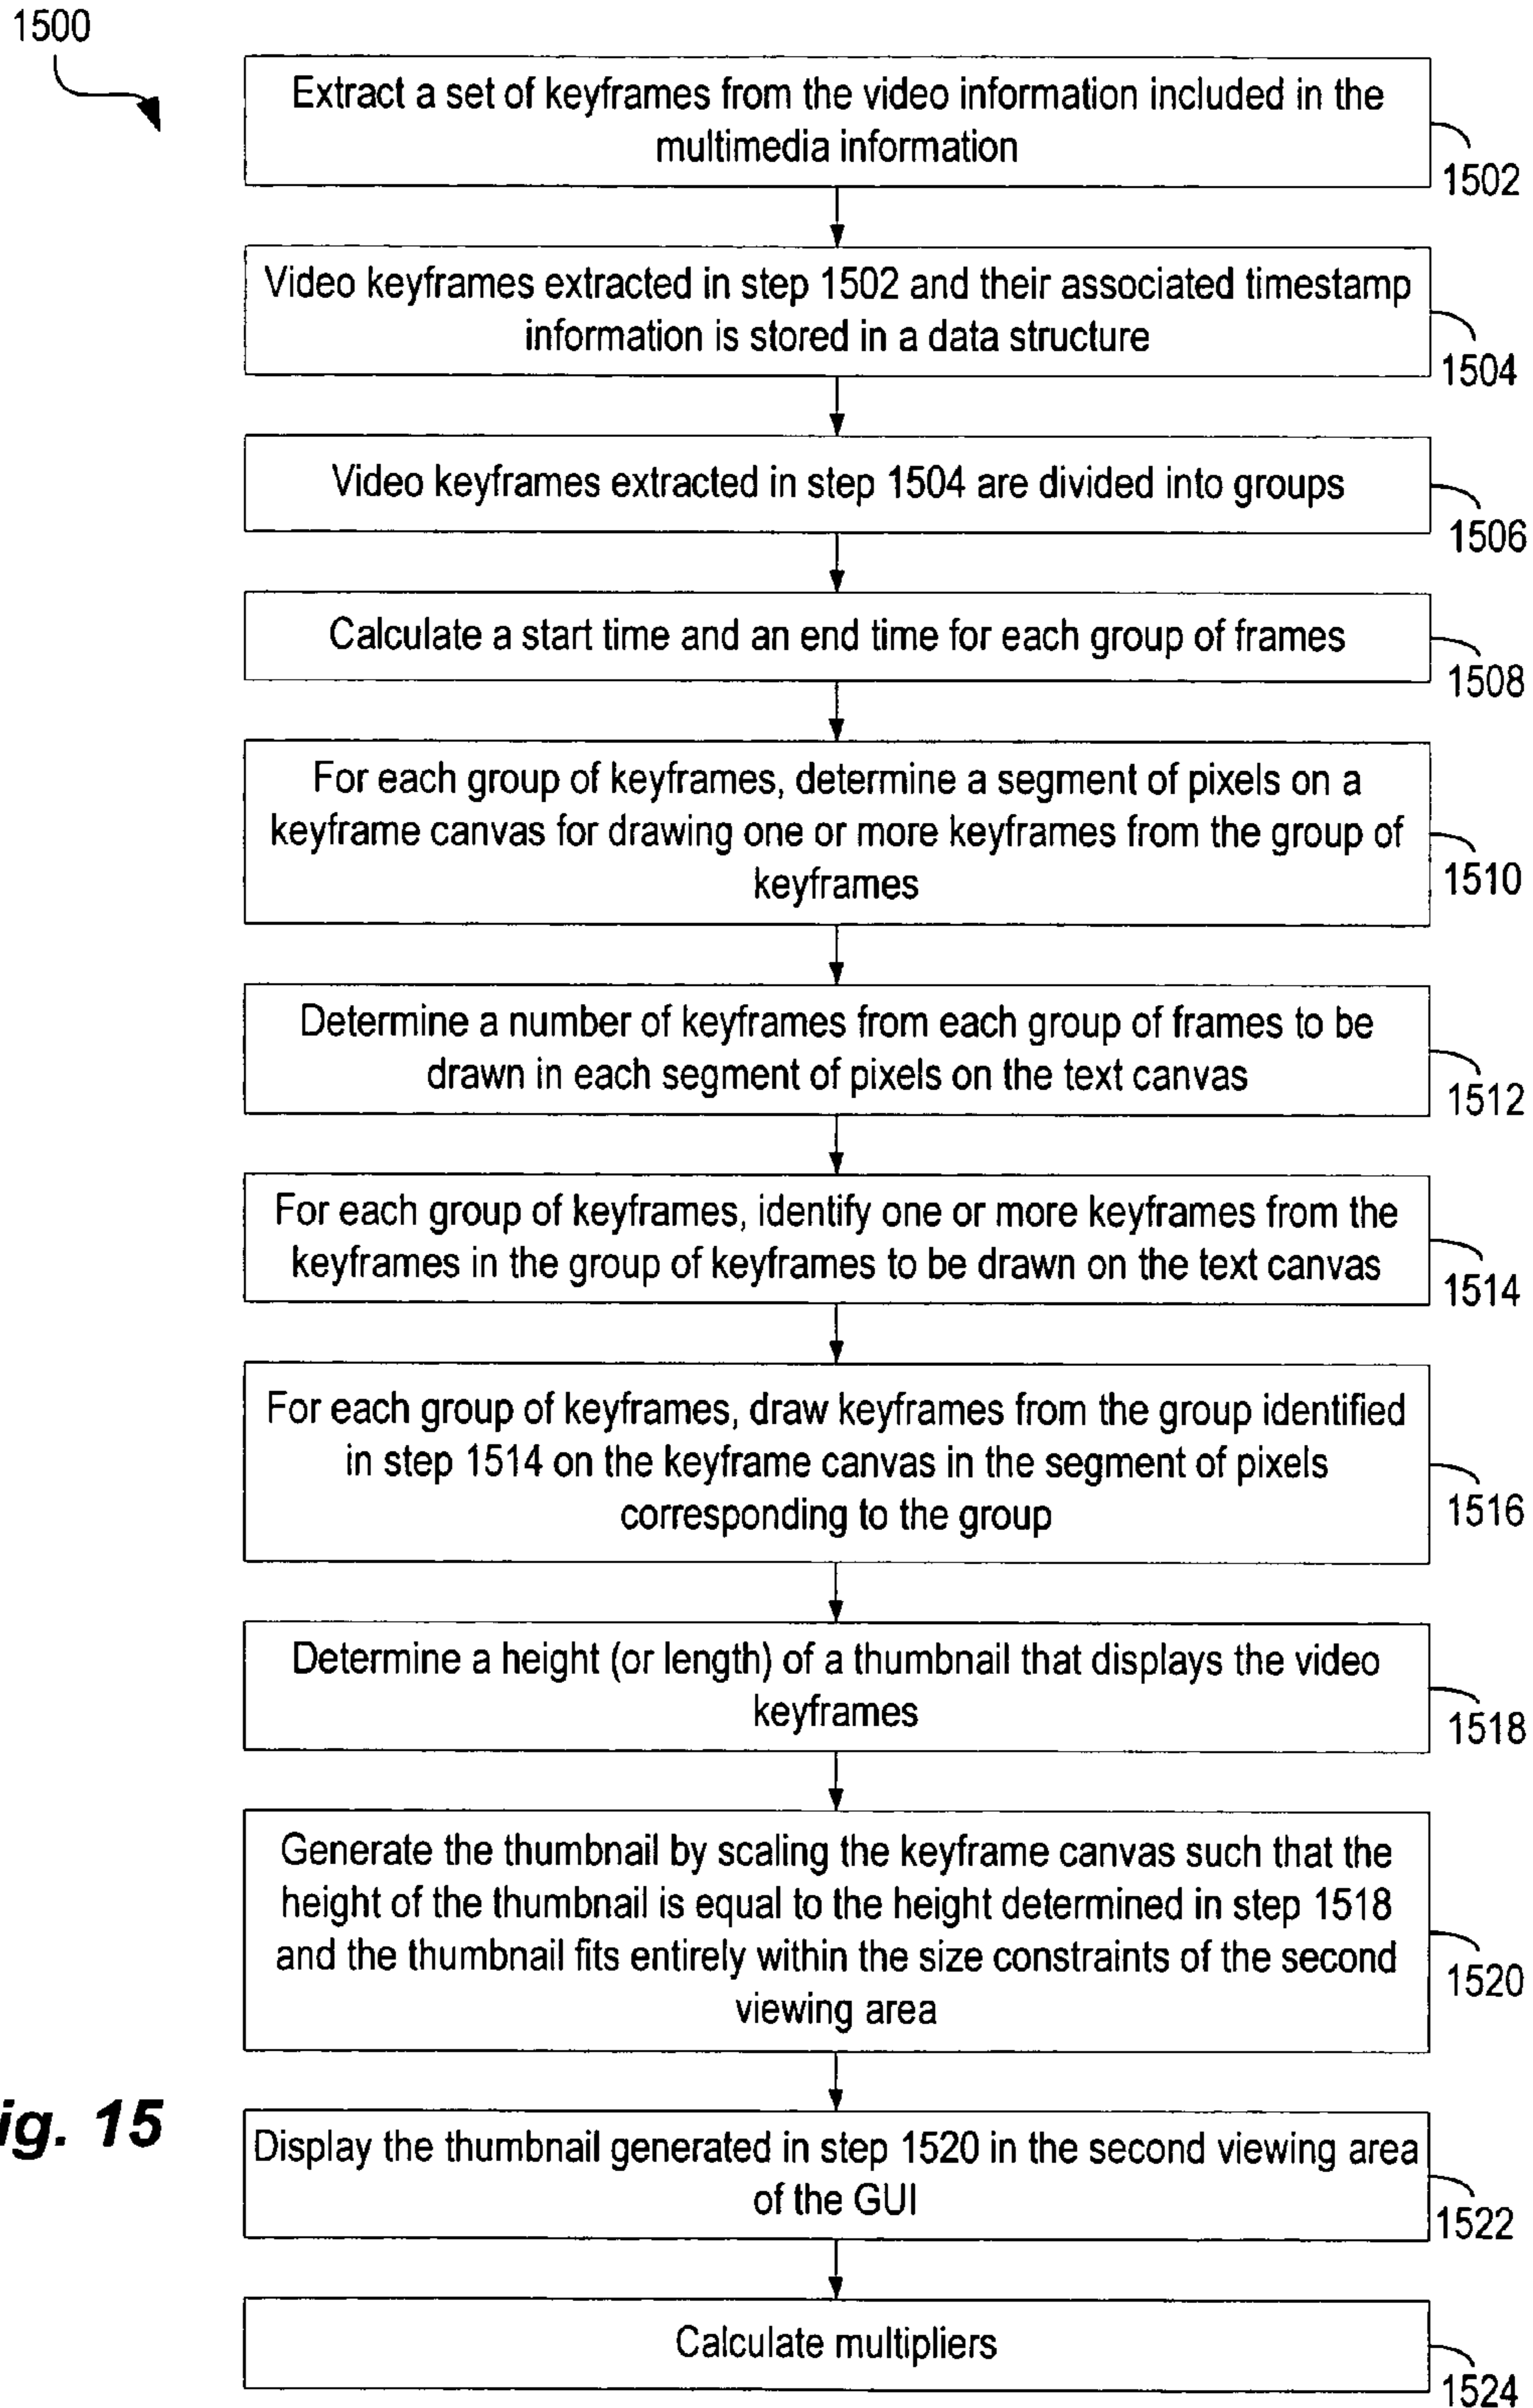 1500
Extract a set of keyframes from the video information included in the
multimedia information
1502
Video keyframes extracted in step 1502 and their associated timestamp
information is stored in a data structure
1504
Video keyframes extracted in step 1504 are divided into groups
1506
Calculate a start time and an end time for each group of frames
1508
For each group of keyframes, determine a segment of pixels on a
keyframe canvas for drawing one or more keyframes from the group of
keyframes
1510
Determine a number of keyframes from each group of frames to be
drawn in each segment of pixels on the text canvas
1512
For each group of keyframes, identify one or more keyframes from the
keyframes in the group of keyframes to be drawn on the text canvas
1514
For each group of keyframes, draw keyframes from the group identified
in step 1514 on the keyframe canvas in the segment of pixels
corresponding to the group
1516
Determine a height (or length) of a thumbnail that displays the video
keyframes
1518
Generate the thumbnail by scaling the keyframe canvas such that the
height of the thumbnail is equal to the height determined in step 1518
and the thumbnail fits entirely within the size constraints of the second
viewing area
1520
ig. 15
Display the thumbnail generated in step 1520 in the second viewing area
of the GUI
1522
Calculate multipliers
1524